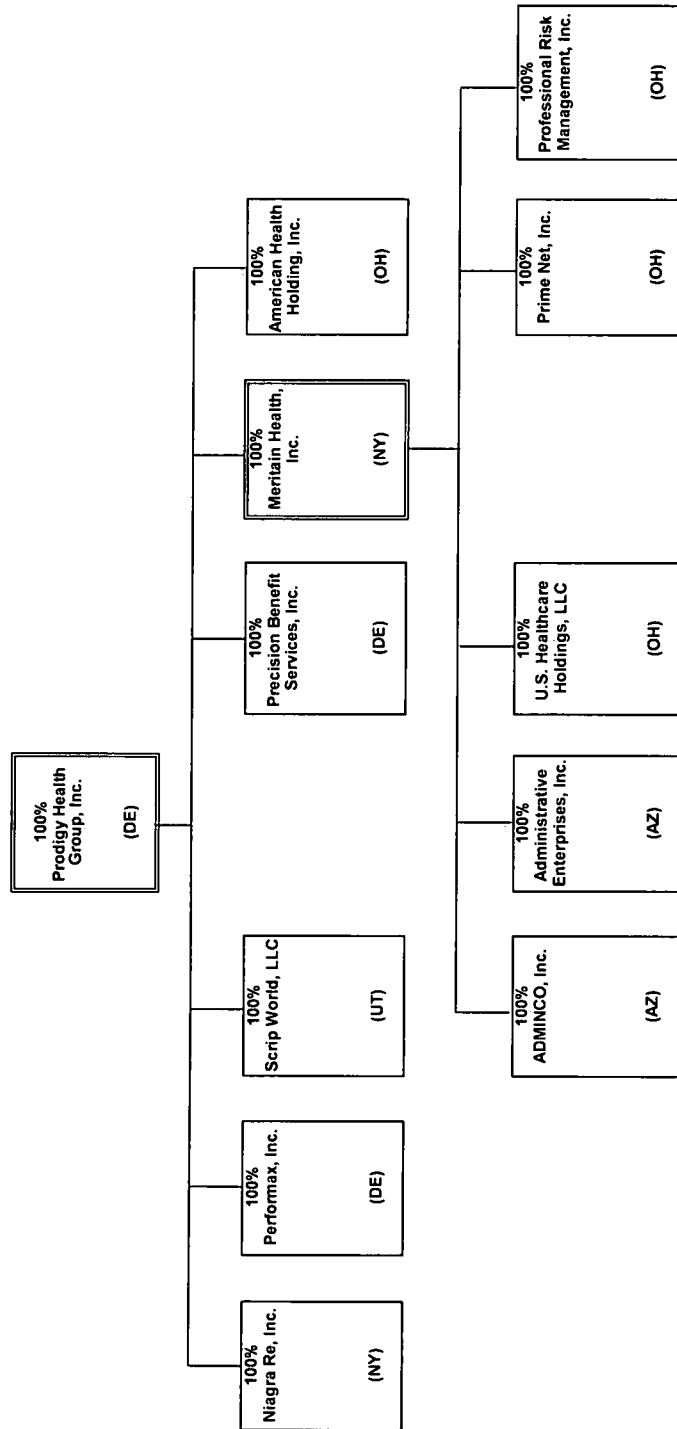 100%
Prodigy Health
Group, Inc.
(DE)
100%
Niagra Re, Inc.
(NY)
100%
Performax, Inc.
(DE)
100%
Scrip World, LLC
(UT)
100%
Precision Benefit
Services, Inc.
(DE)
100%
Meritain Health,
Inc.
(NY)
100%
American Health
Holding, Inc.
(OH)
100%
ADMINCO, Inc.
(AZ)
100%
Administrative
Enterprises, Inc.
(AZ)
100%
U.S. Healthcare
Holdings, LLC
(OH)
100%
Prime Net, Inc.
(OH)
100%
Professional Risk
Management, Inc.
(OH)